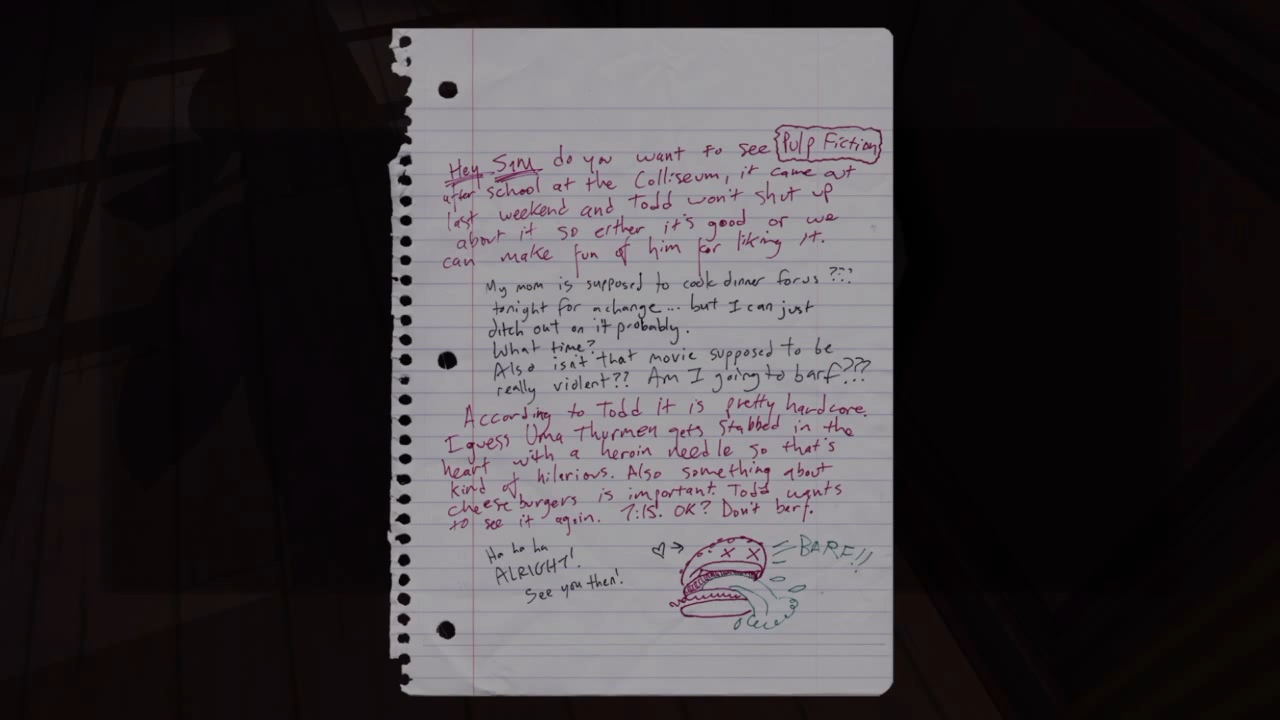 Hey Sam do you want to see Pulp Fiction
after school at the Colliseum, it came out
last weekend and Todd won't shut up
about it so either it's good or we
can make fun of him for liking it.
My mom is supposed to cook dinner for us ???
tonight for a change... but I can just
ditch out on it probably.
What time?
Also isn't that movie supposed to be
really violent?? Am I going to barf???
According to Todd it is pretty hardcore.
I guess Uma Thurmen gets stabbed in the
heart with a heroin needle so that's
kind of hilarious. Also something about
cheeseburgers is important. Todd wants
to see it again. 7:15. OK? Don't barf.
Ha ha ha
ALRIGHT!
See you then!
BARF!!